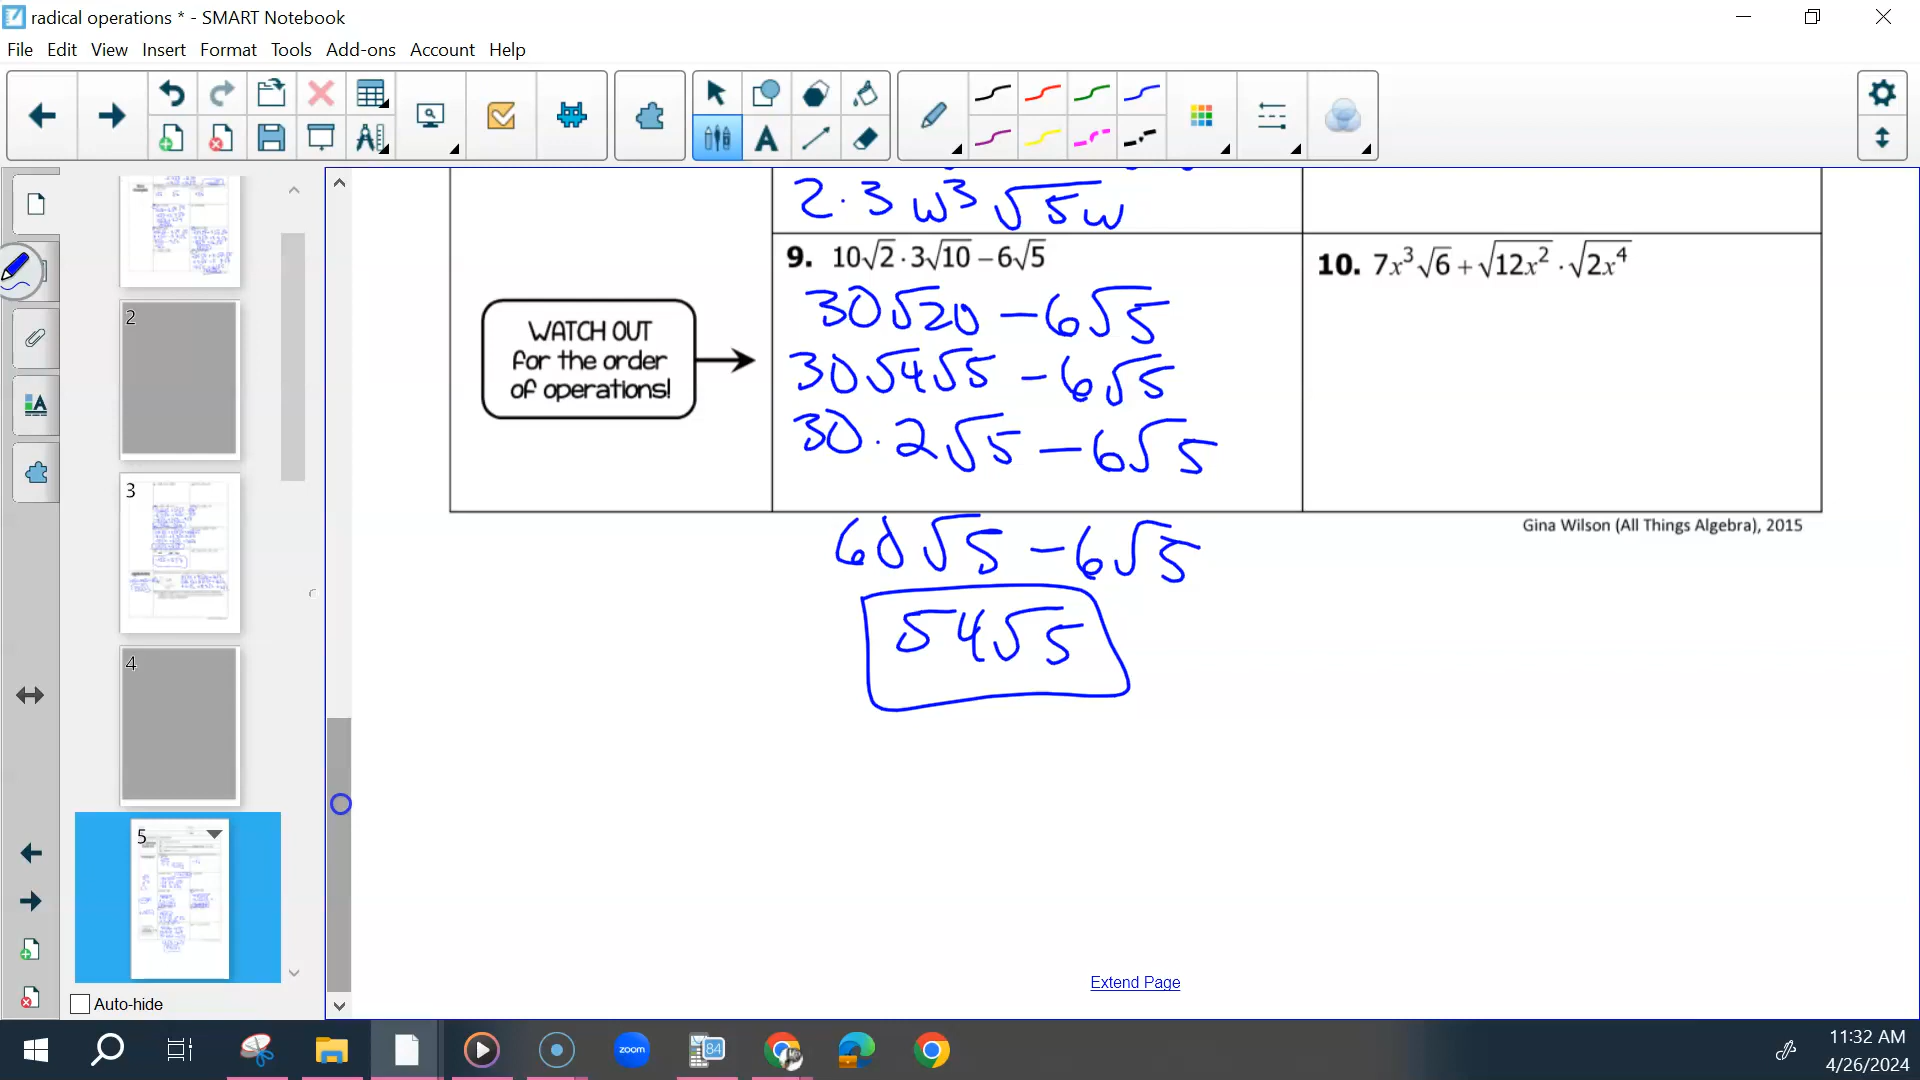 radical operations * - SMART Notebook
File Edit View Insert Format Tools Add-ons Account Help
2 · 3 w³ √5w
9. 10√2 · 3√10 – 6√5
10. 7x³√6 + √12x² · √2x⁴
30√20 – 6√5
WATCH OUT
for the order
of operations!
30√4√5 – 6√5
30 · 2√5 – 6√5
Gina Wilson (All Things Algebra), 2015
60√5 – 6√5
54√5
Extend Page
2
3
4
5
Auto-hide
zoom
84
11:32 AM
4/26/2024